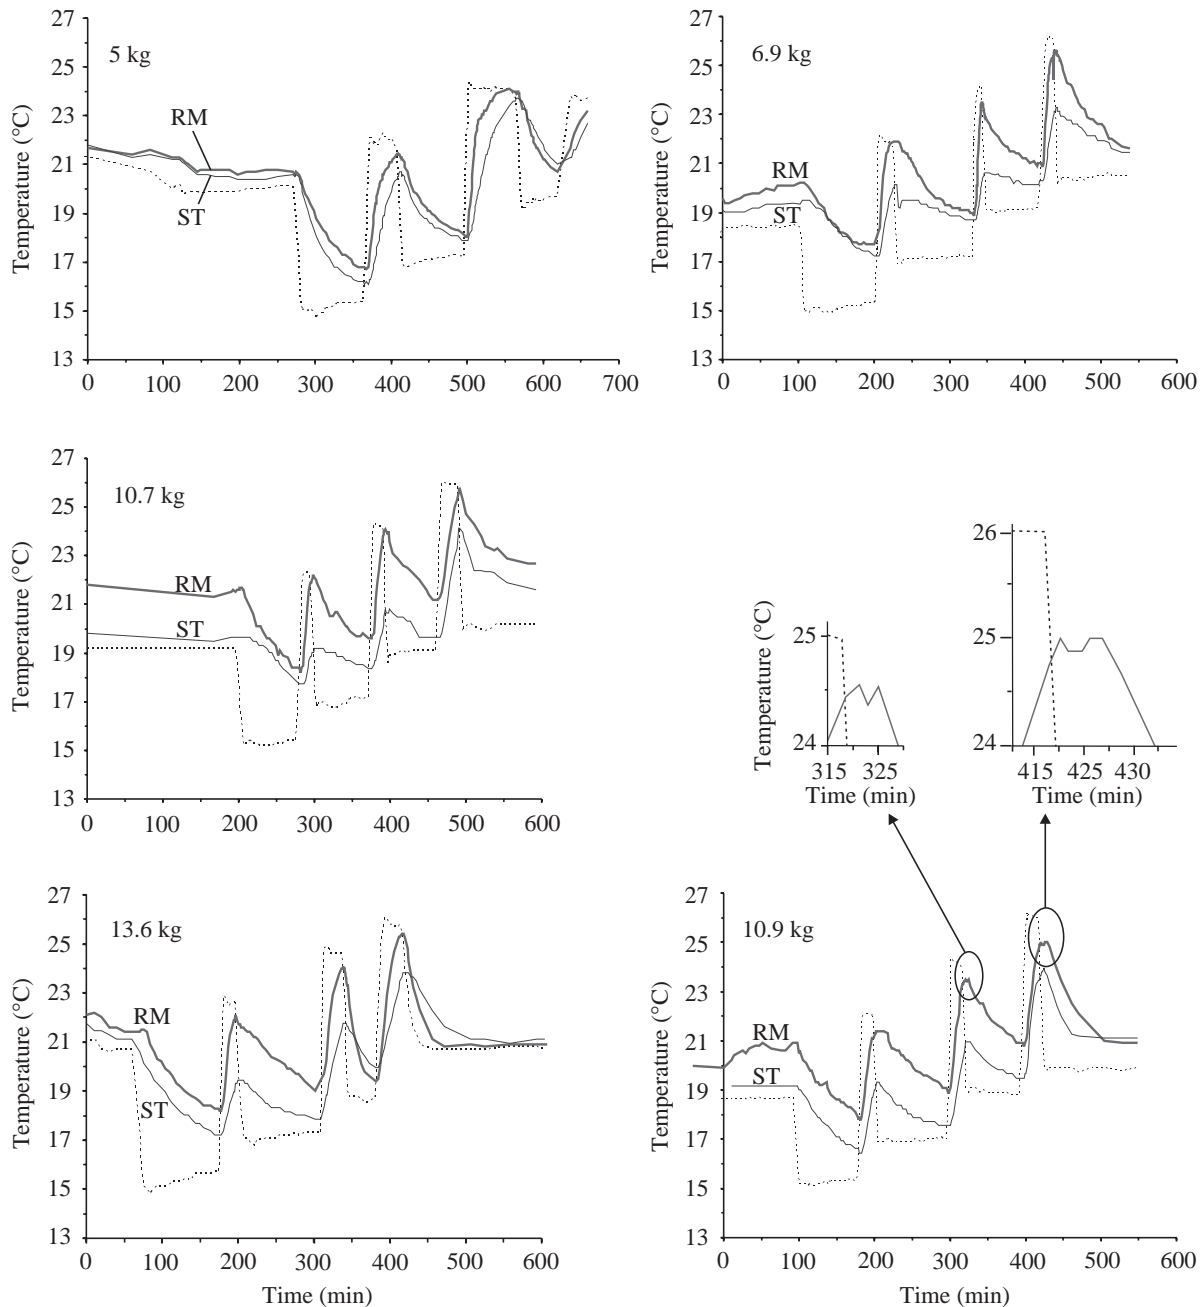 27
25
23
21
19
17
15
13
Temperature (°C)
5 kg
RM
ST
0 100 200 300 400 500 600 700
27
25
23
21
19
17
15
13
Temperature (°C)
6.9 kg
RM
ST
0 100 200 300 400 500 600
27
25
23
21
19
17
15
13
Temperature (°C)
10.7 kg
RM
ST
0 100 200 300 400 500 600
25
24
Temperature (°C)
315 325
Time (min)
26
25
24
415 425 430
Time (min)
27
25
23
21
19
17
15
13
Temperature (°C)
13.6 kg
RM
ST
0 100 200 300 400 500 600
Time (min)
27
25
23
21
19
17
15
13
Temperature (°C)
10.9 kg
RM
ST
0 100 200 300 400 500 600
Time (min)